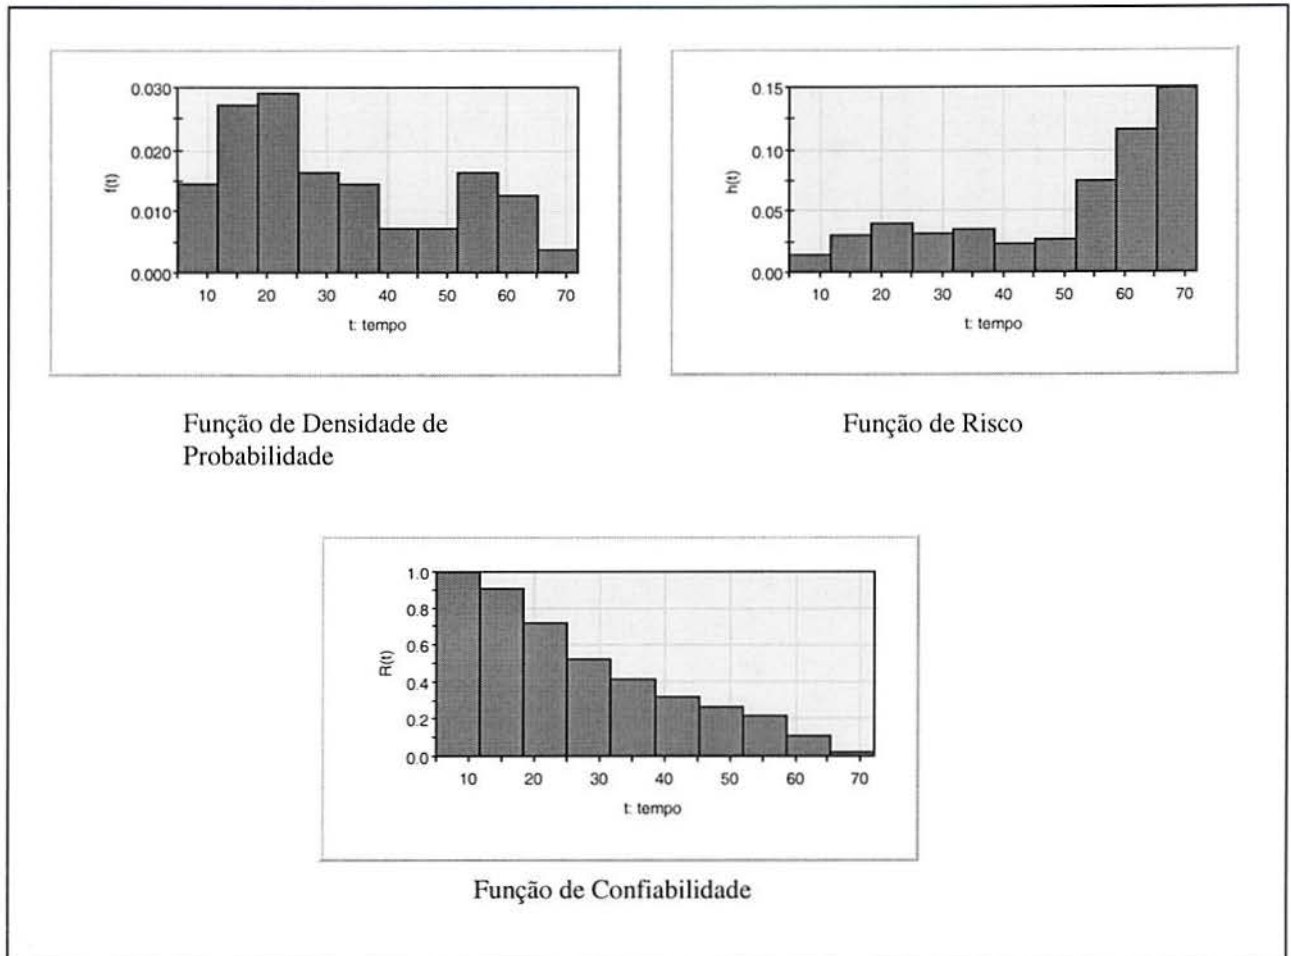 0.030
0.020
0.010
0.000
f(t)
10 20 30 40 50 60 70
t: tempo
Função de Densidade de
Probabilidade
0.15
0.10
0.05
0.00
h(t)
10 20 30 40 50 60 70
t: tempo
Função de Risco
1.0
0.8
0.6
0.4
0.2
0.0
R(t)
10 20 30 40 50 60 70
t: tempo
Função de Confiabilidade